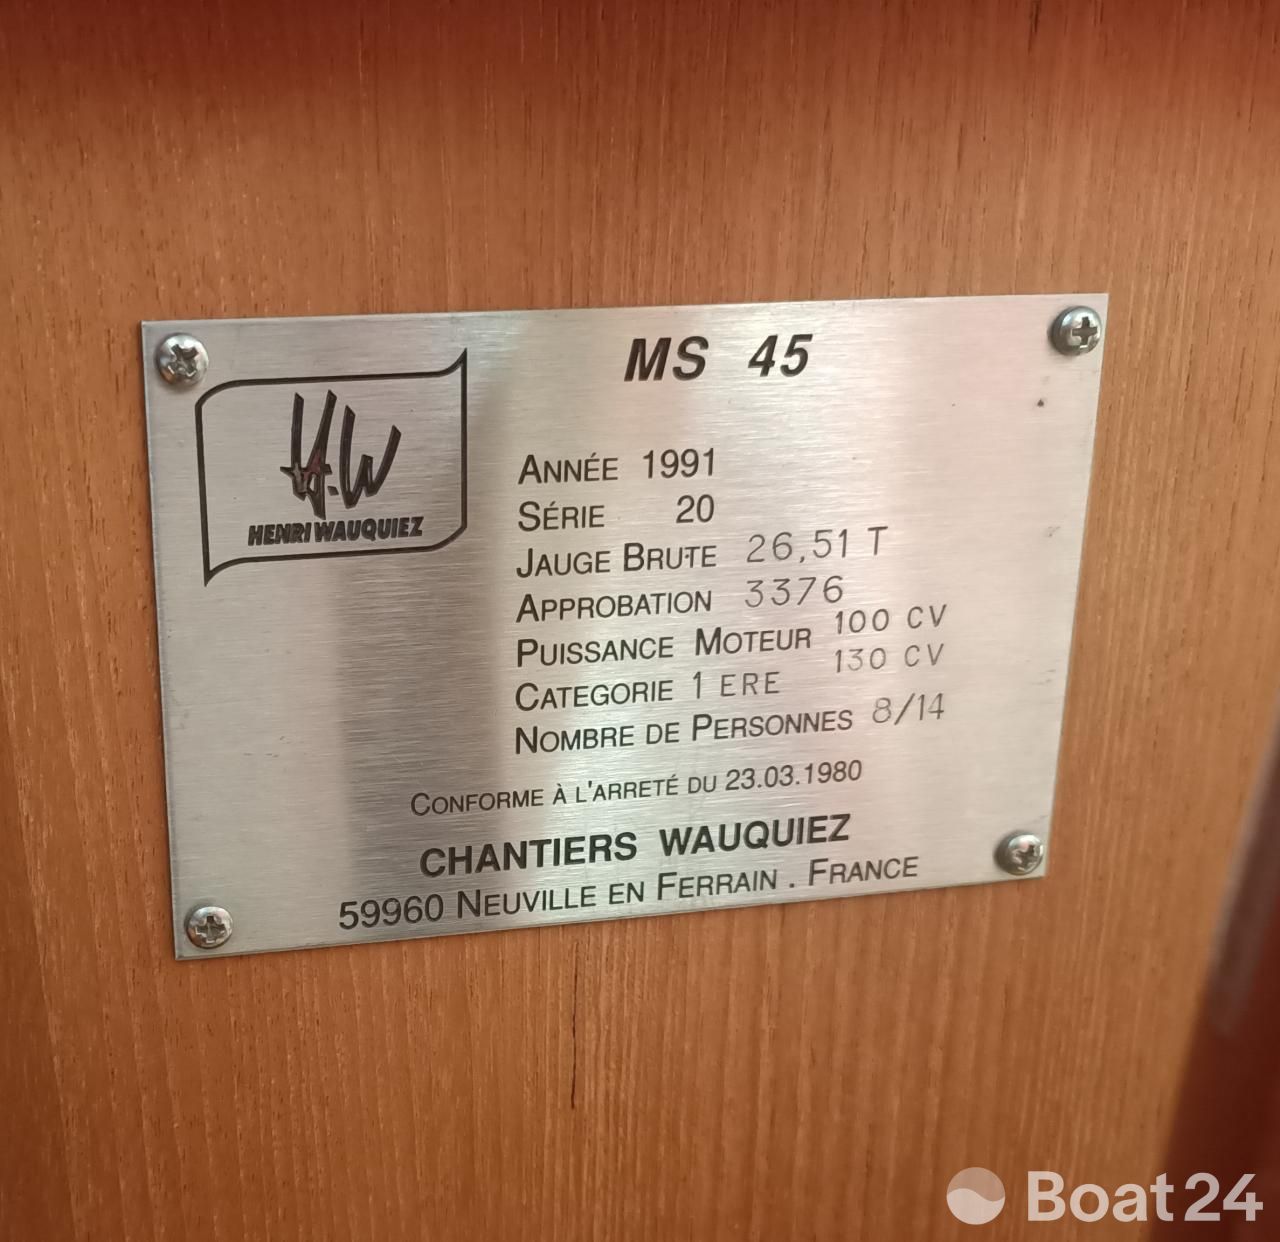 MS 45
H.W
HENRI WAUQUIEZ
ANNÉE 1991
SÉRIE 20
JAUGE BRUTE 26,51 T
APPROBATION 3376
PUISSANCE MOTEUR 100 CV
130 CV
CATEGORIE 1 ERE
NOMBRE DE PERSONNES 8/14
CONFORME À L'ARRETÉ DU 23.03.1980
CHANTIERS WAUQUIEZ
59960 NEUVILLE EN FERRAIN . FRANCE
Boat24